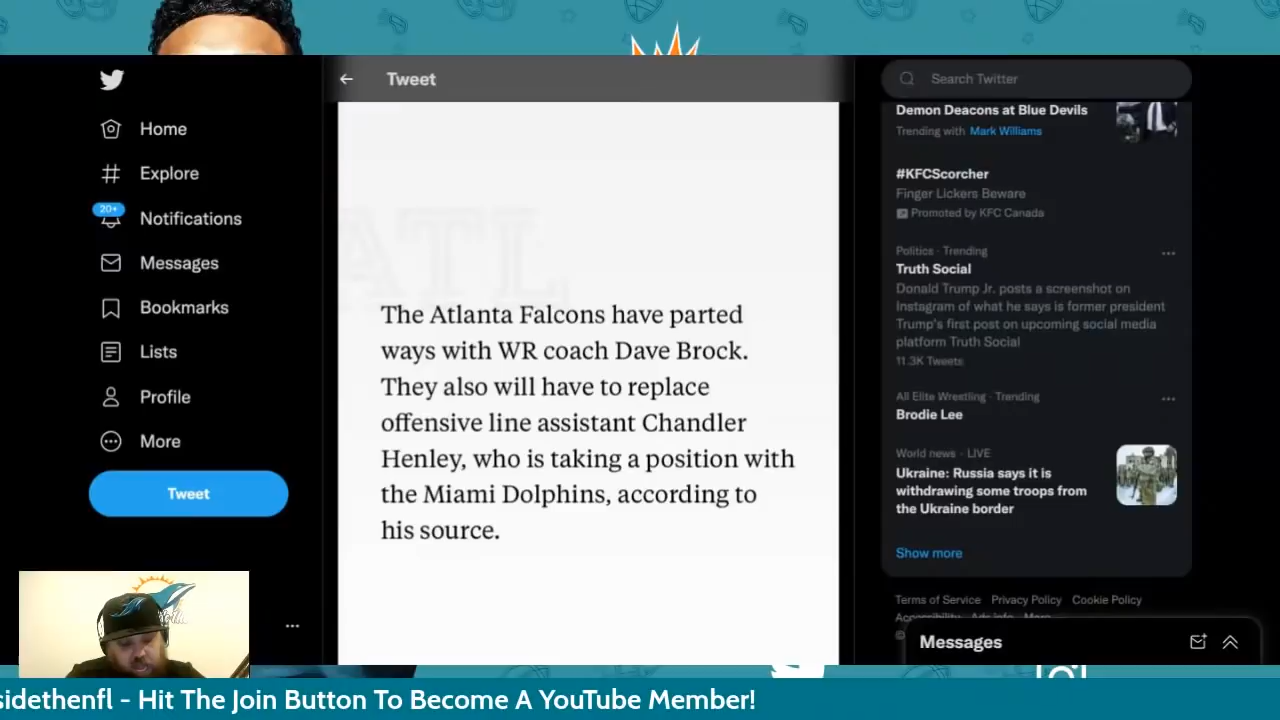 Home
Explore
20+
Notifications
Messages
Bookmarks
Lists
Profile
More
Tweet
Tweet
ATL
The Atlanta Falcons have parted
ways with WR coach Dave Brock.
They also will have to replace
offensive line assistant Chandler
Henley, who is taking a position with
the Miami Dolphins, according to
his source.
Search Twitter
Demon Deacons at Blue Devils
Trending with Mark Williams
#KFCScorcher
Finger Lickers Beware
Promoted by KFC Canada
Politics · Trending
Truth Social
Donald Trump Jr. posts a screenshot on
Instagram of what he says is former president
Trump's first post on upcoming social media
platform Truth Social
11.3K Tweets
All Elite Wrestling · Trending
Brodie Lee
World news · LIVE
Ukraine: Russia says it is
withdrawing some troops from
the Ukraine border
Show more
Terms of Service Privacy Policy Cookie Policy
Accessibility Ads info More
Messages
sidethenfl - Hit The Join Button To Become A YouTube Member!